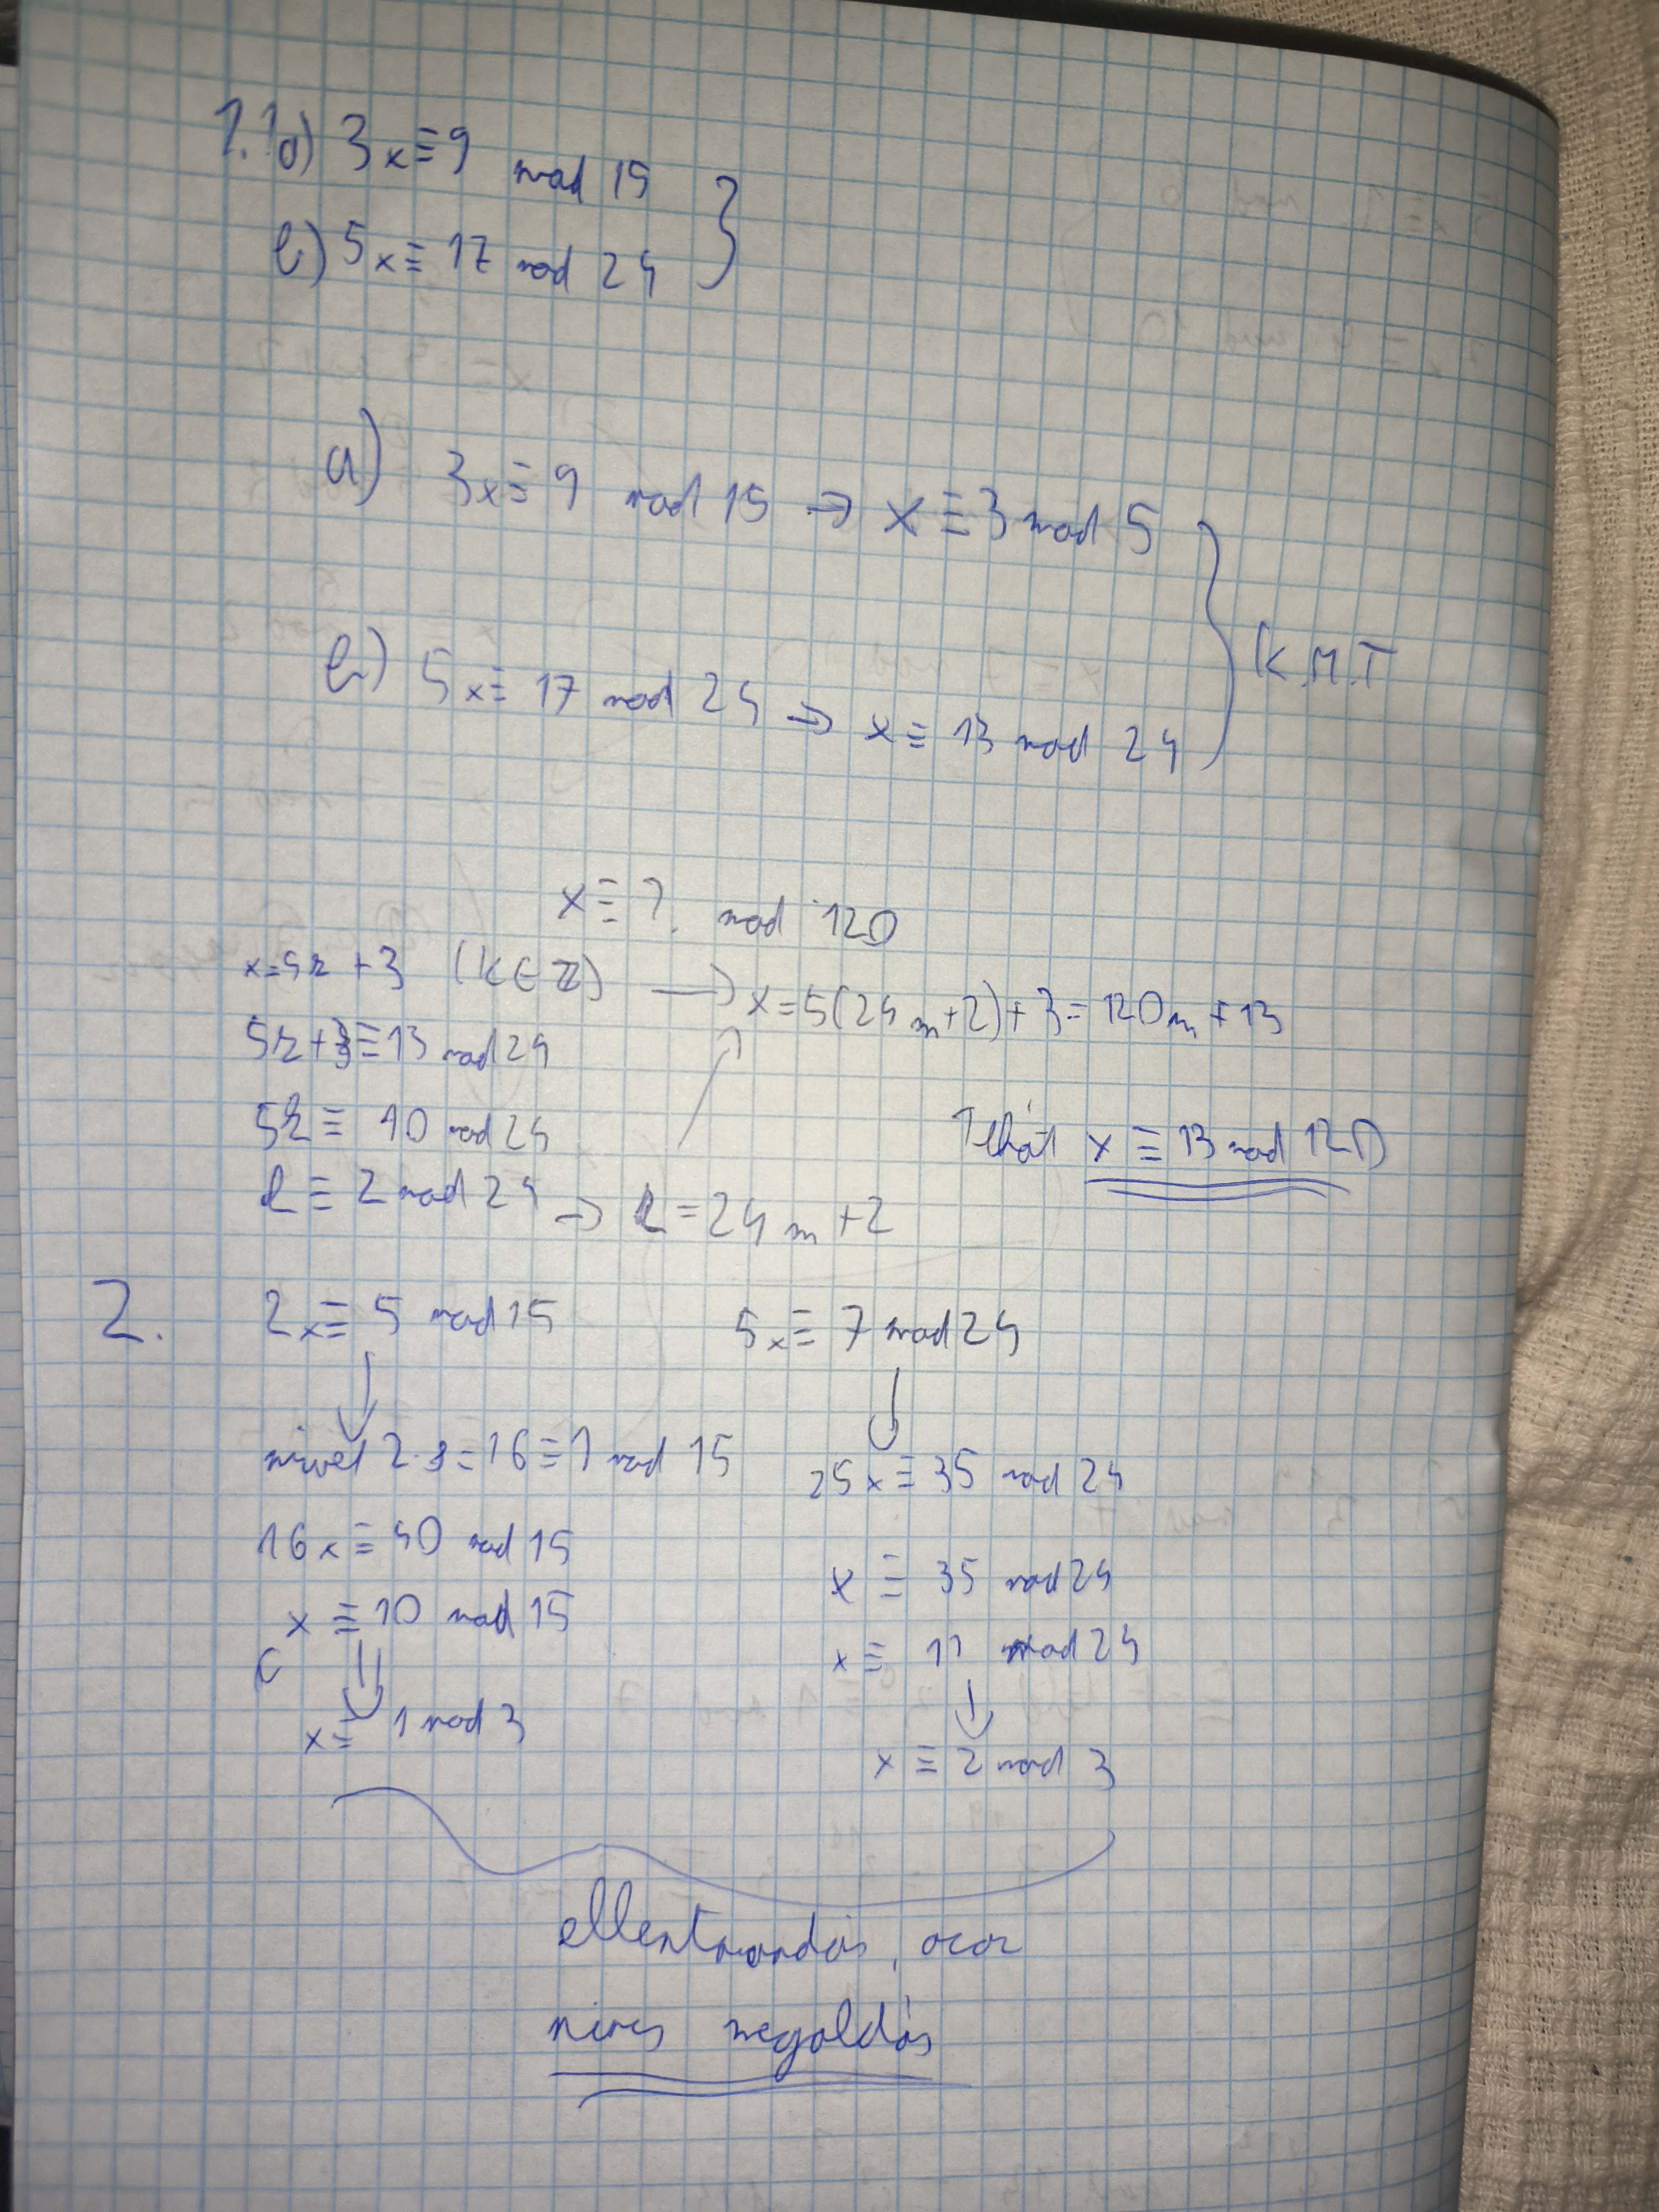 1. a) 3x ≡ 9 mod 15 }
b) 5x ≡ 17 mod 24
a) 3x ≡ 9 mod 15 → x ≡ 3 mod 5 } K.M.T
b) 5x ≡ 17 mod 24 → x ≡ 13 mod 24
x ≡ ? mod 120
x=5k + 3 (k ∈ ℤ) → x = 5(24m+2)+3 = 120m + 13
5k+3 ≡ 13 mod 24
5k ≡ 10 mod 24
Tehát x ≡ 13 mod 120
k ≡ 2 mod 24 → k = 24m + 2
2. 2x ≡ 5 mod 15 5x ≡ 7 mod 24
mivel 2·8 = 16 ≡ 1 mod 15 25x ≡ 35 mod 24
16x ≡ 40 mod 15 x ≡ 35 mod 24
x ≡ 10 mod 15 x ≡ 11 mod 24
x ≡ 1 mod 3 x ≡ 2 mod 3
ellentmondás, azaz
nincs megoldás